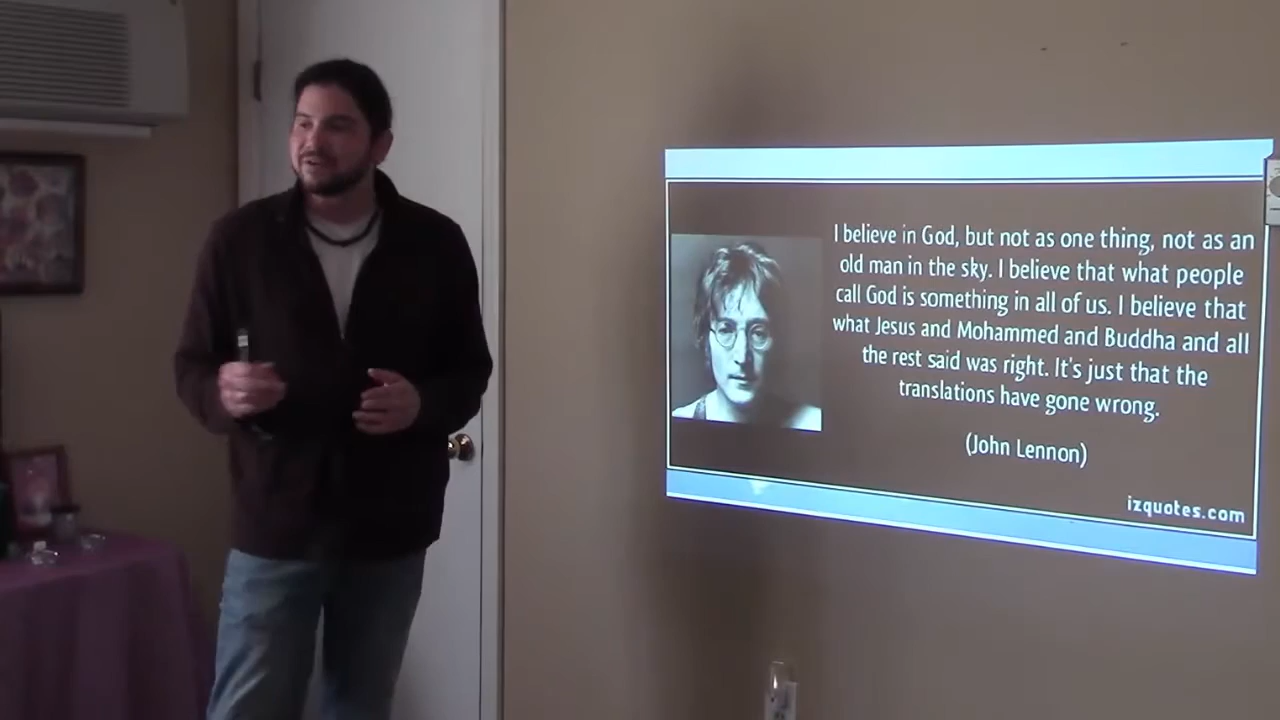 I believe in God, but not as one thing, not as an
old man in the sky. I believe that what people
call God is something in all of us. I believe that
what Jesus and Mohammed and Buddha and all
the rest said was right. It's just that the
translations have gone wrong.
(John Lennon)
izquotes.com